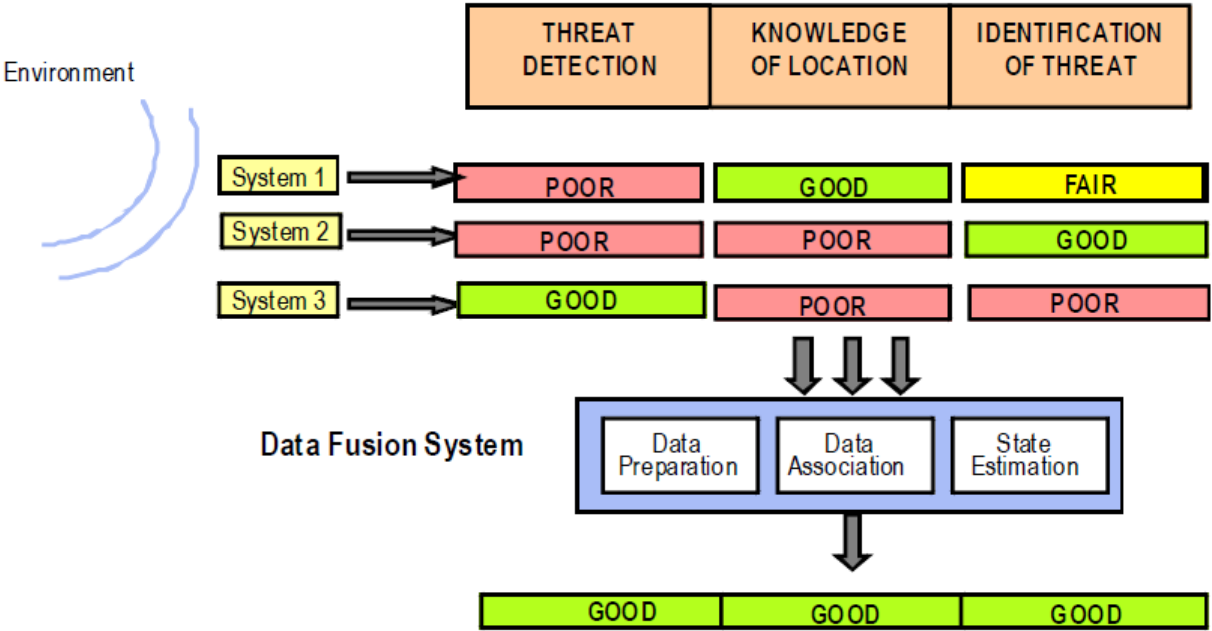 THREAT
DETECTION
KNOWLEDGE
OF LOCATION
IDENTIFICATION
OF THREAT
Environment
System 1
POOR
GOOD
FAIR
System 2
POOR
POOR
GOOD
System 3
GOOD
POOR
POOR
Data Fusion System
Data
Preparation
Data
Association
State
Estimation
GOOD
GOOD
GOOD